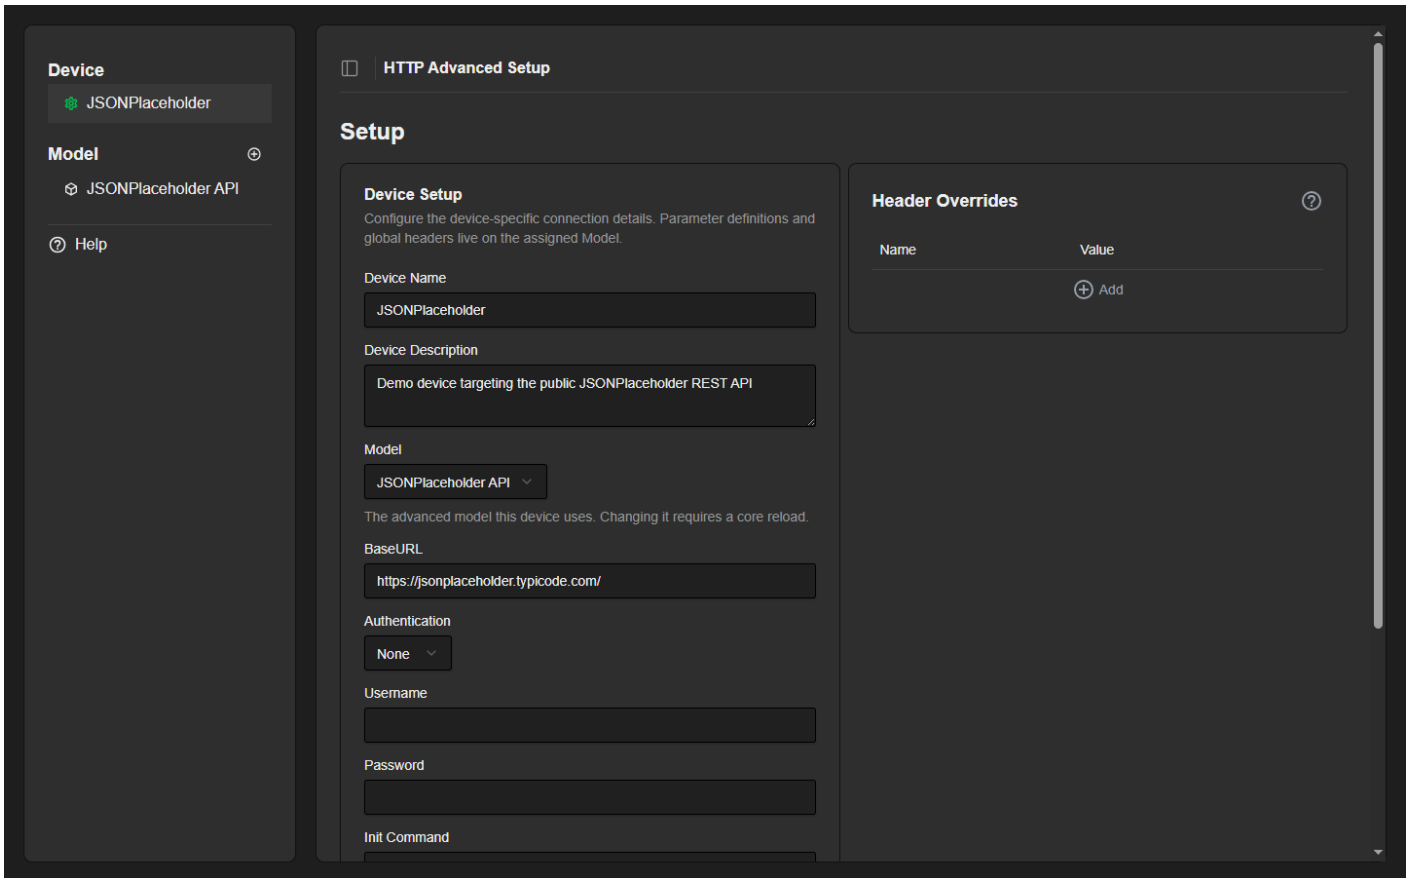 Device
JSONPlaceholder
Model
JSONPlaceholder API
Help
HTTP Advanced Setup
Setup
Device Setup
Configure the device-specific connection details. Parameter definitions and
global headers live on the assigned Model.
Device Name
JSONPlaceholder
Device Description
Demo device targeting the public JSONPlaceholder REST API
Model
JSONPlaceholder API
The advanced model this device uses. Changing it requires a core reload.
BaseURL
https://jsonplaceholder.typicode.com/
Authentication
None
Username
Password
Init Command
Header Overrides
Name Value
Add